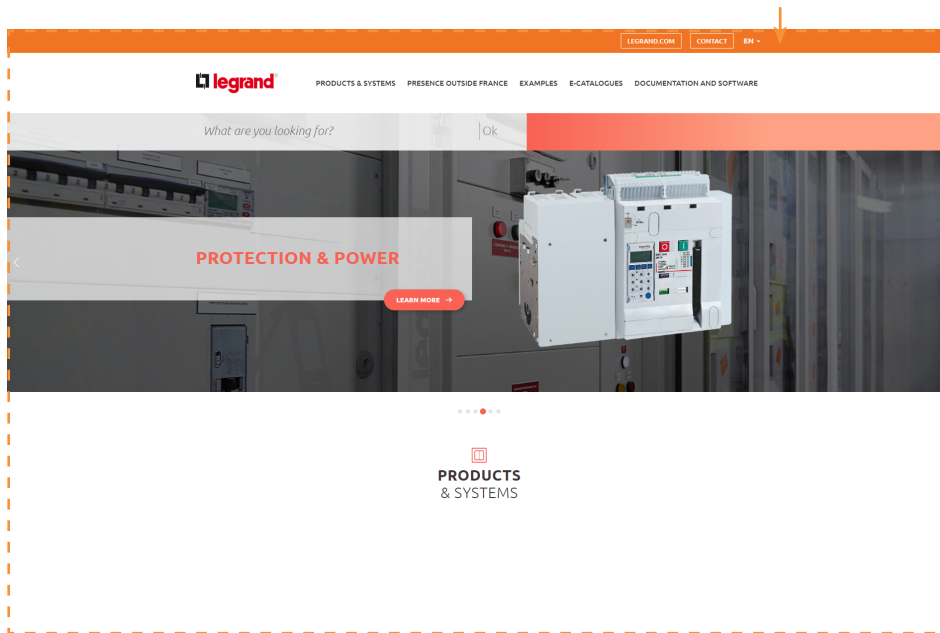 LEGRAND.COM CONTACT EN
legrand
PRODUCTS & SYSTEMS PRESENCE OUTSIDE FRANCE EXAMPLES E-CATALOGUES DOCUMENTATION AND SOFTWARE
What are you looking for? Ok
PROTECTION & POWER
LEARN MORE →
PRODUCTS
& SYSTEMS